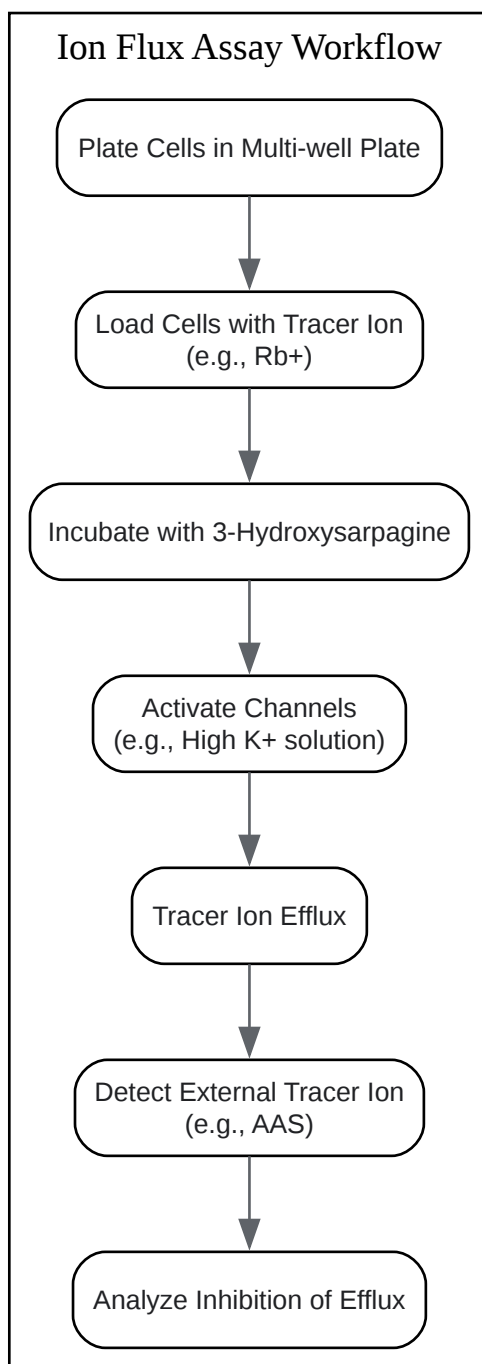 Ion Flux Assay Workflow
Plate Cells in Multi-well Plate
Load Cells with Tracer Ion
(e.g., Rb+)
Incubate with 3-Hydroxysarpagine
Activate Channels
(e.g., High K+ solution)
Tracer Ion Efflux
Detect External Tracer Ion
(e.g., AAS)
Analyze Inhibition of Efflux